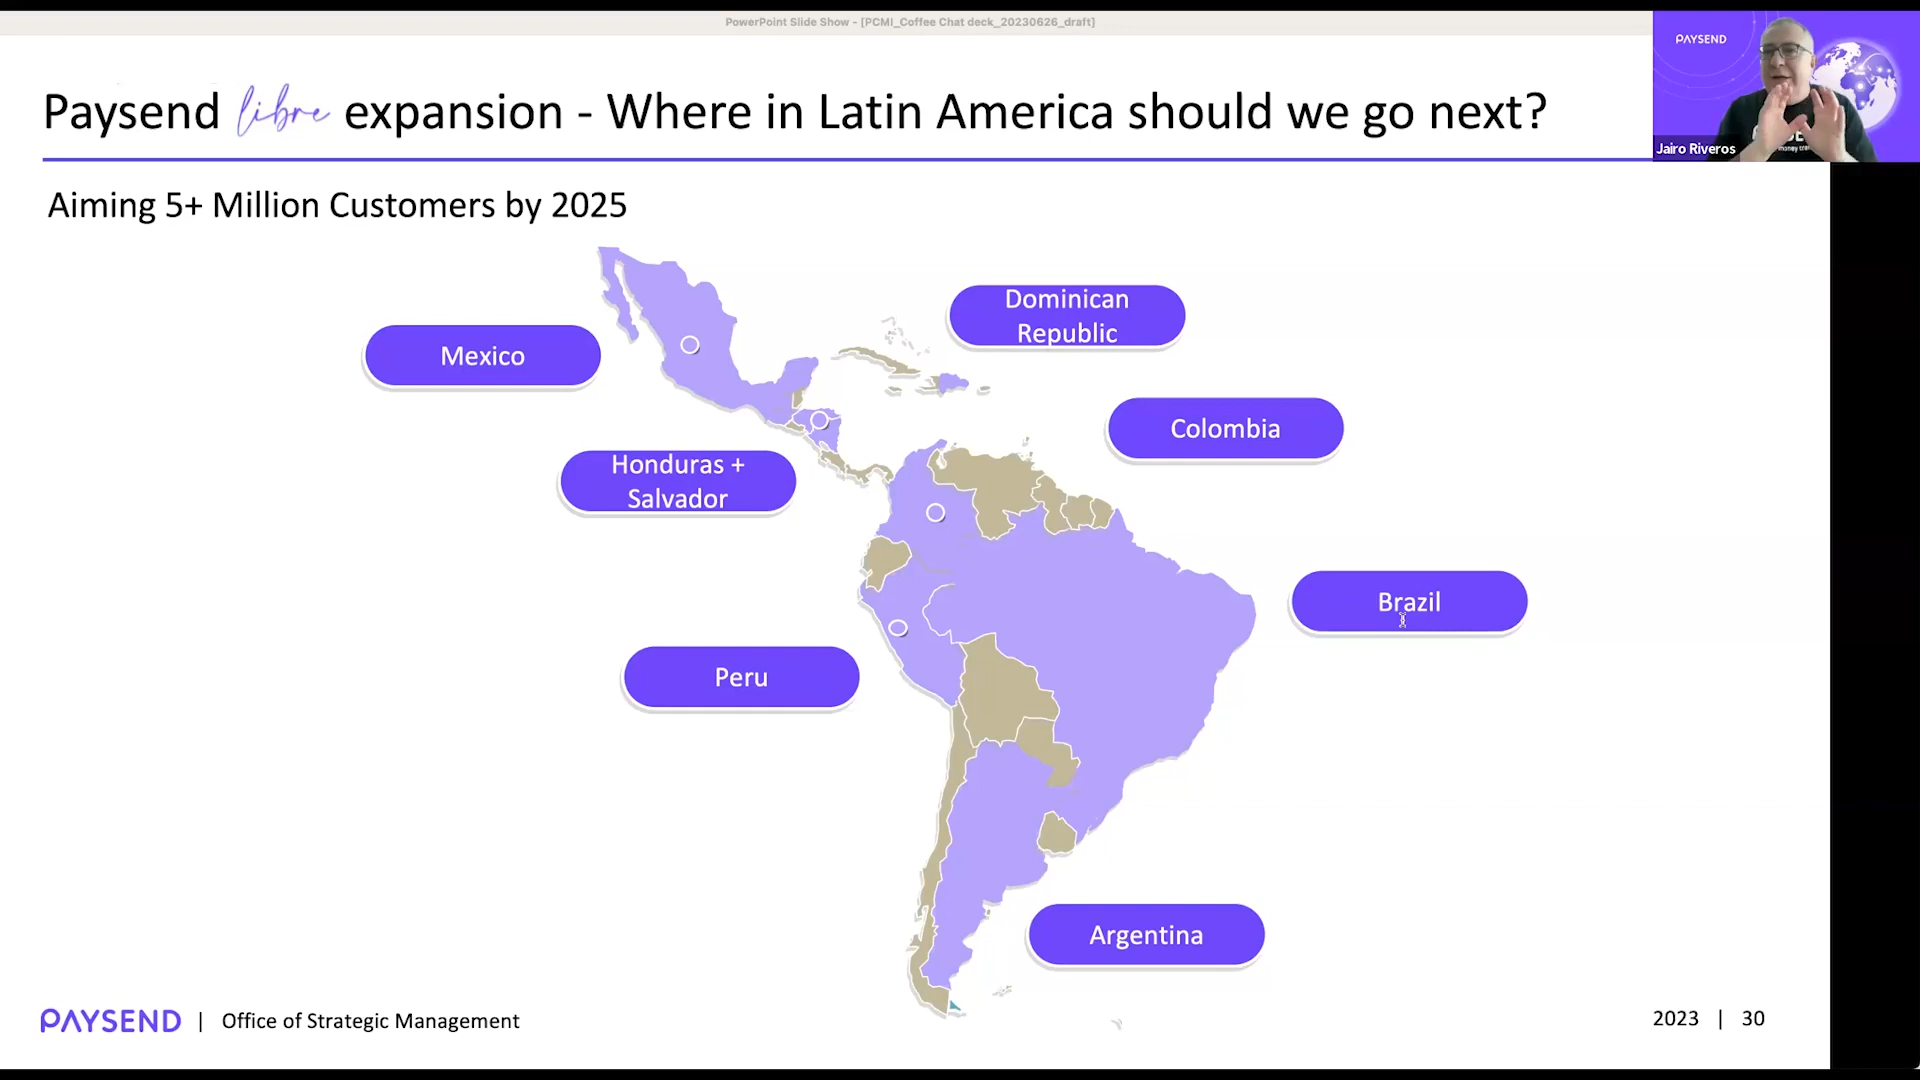 PowerPoint Slide Show - [PCMI_Coffee Chat deck_20230626_draft]
PAYSEND
Jairo Riveros
money tra
Paysend libre expansion - Where in Latin America should we go next?
Aiming 5+ Million Customers by 2025
Dominican
Republic
Mexico
Colombia
Honduras +
Salvador
Brazil
Peru
Argentina
PAYSEND | Office of Strategic Management
2023 | 30